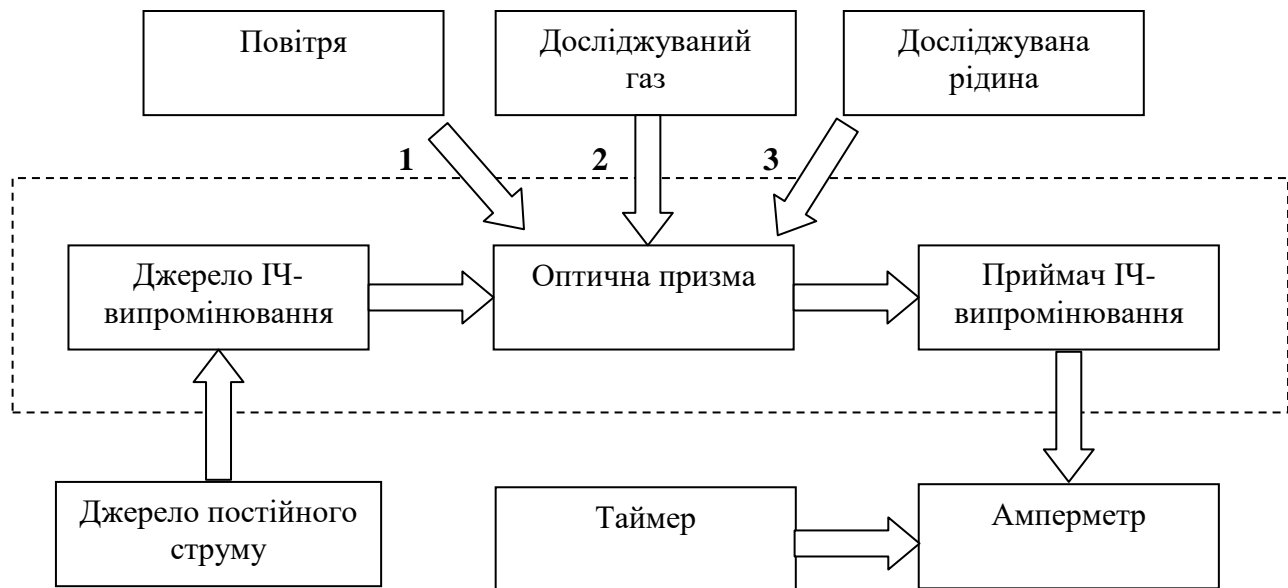 Повітря
Досліджуваний
газ
Досліджувана
рідина
1
2
3
Джерело ІЧ-
випромінювання
Оптична призма
Приймач ІЧ-
випромінювання
Джерело постійного
струму
Таймер
Амперметр